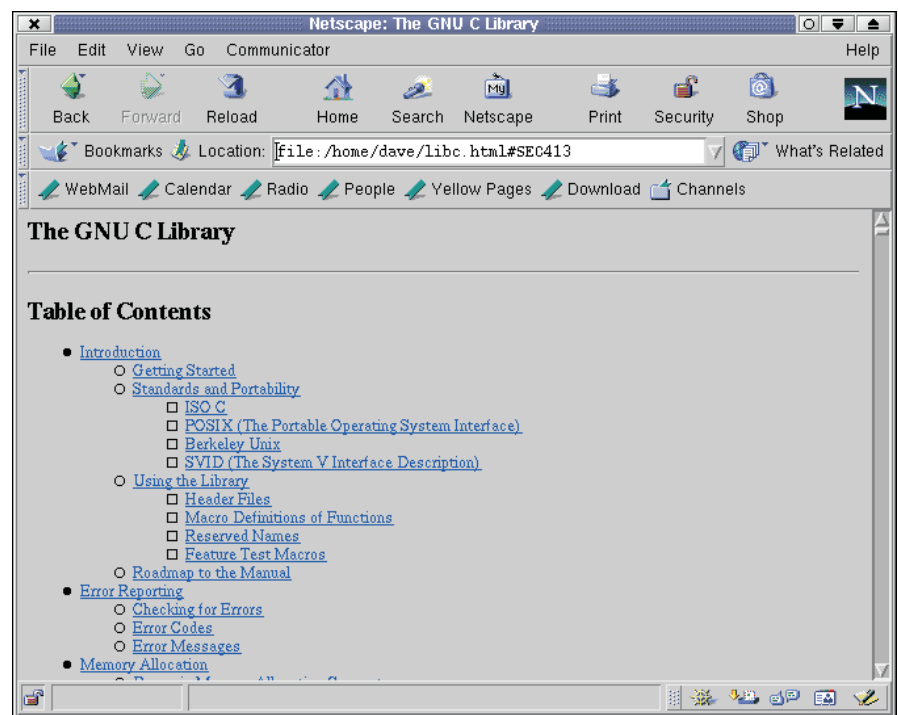 Netscape: The GNU C Library
File Edit View Go Communicator Help
My N
Back Forward Reload Home Search Netscape Print Security Shop
Bookmarks Location: file:/home/dave/libc.html#SEC413 What's Related
WebMail Calendar Radio People Yellow Pages Download Channels
The GNU C Library
Table of Contents
Introduction
Getting Started
Standards and Portability
ISO C
POSIX (The Portable Operating System Interface)
Berkeley Unix
SVID (The System V Interface Description)
Using the Library
Header Files
Macro Definitions of Functions
Reserved Names
Feature Test Macros
Roadmap to the Manual
Error Reporting
Checking for Errors
Error Codes
Error Messages
Memory Allocation